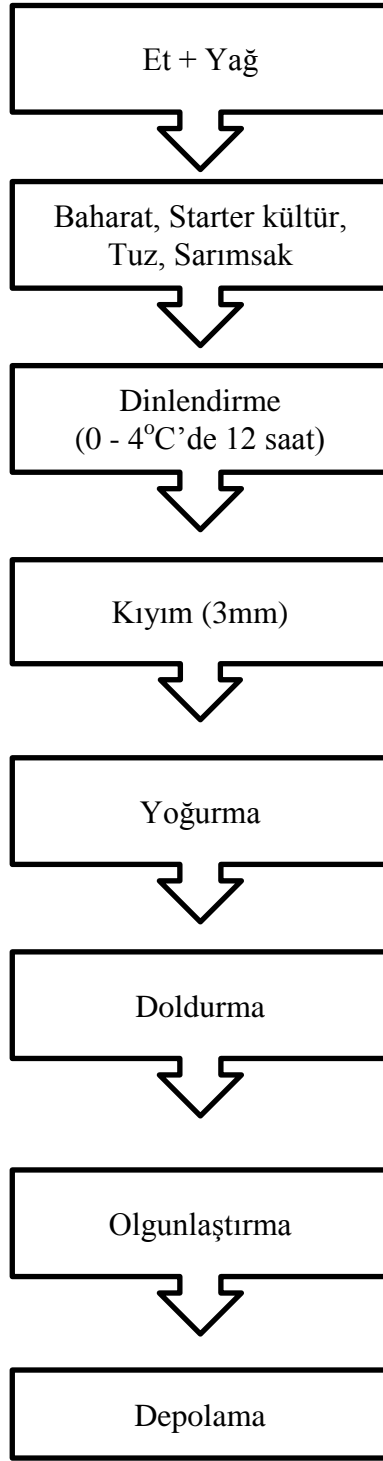 Et + Yağ
Baharat, Starter kültür,
Tuz, Sarımsak
Dinlendirme
(0 - 4°C’de 12 saat)
Kıyım (3mm)
Yoğurma
Doldurma
Olgunlaştırma
Depolama